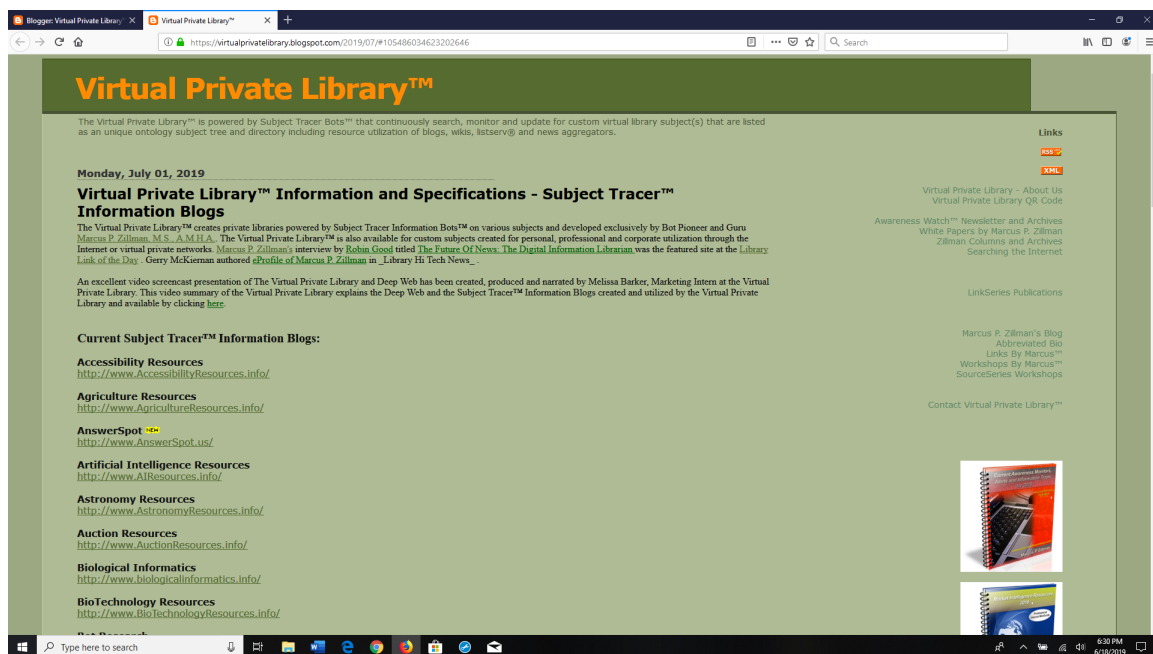 Blogger: Virtual Private Library
Virtual Private Library™
https://virtualprivatelibrary.blogspot.com/2019/07/#105486034623202646
Search
Virtual Private Library™
The Virtual Private Library™ is powered by Subject Tracer Bots™ that continuously search, monitor and update for custom virtual library subject(s) that are listed
as an unique ontology subject tree and directory including resource utilization of blogs, wikis, listserv® and news aggregators.
Monday, July 01, 2019
Virtual Private Library™ Information and Specifications - Subject Tracer™
Information Blogs
The Virtual Private Library™ creates private libraries powered by Subject Tracer Information Bots™ on various subjects and developed exclusively by Bot Pioneer and Guru
Marcus P. Zillman, M.S., A.M.H.A.. The Virtual Private Library™ is also available for custom subjects created for personal, professional and corporate utilization through the
Internet or virtual private networks. Marcus P. Zillman's interview by Robin Good titled The Future Of News: The Digital Information Librarian was the featured site at the Library
Link of the Day . Gerry McKiernan authored eProfile of Marcus P. Zillman in _Library Hi Tech News_ .
An excellent video screencast presentation of The Virtual Private Library and Deep Web has been created, produced and narrated by Melissa Barker, Marketing Intern at the Virtual
Private Library. This video summary of the Virtual Private Library explains the Deep Web and the Subject Tracer™ Information Blogs created and utilized by the Virtual Private
Library and available by clicking here.
Current Subject Tracer™ Information Blogs:
Accessibility Resources
http://www.AccessibilityResources.info/
Agriculture Resources
http://www.AgricultureResources.info/
AnswerSpot NEW
http://www.AnswerSpot.us/
Artificial Intelligence Resources
http://www.AIResources.info/
Astronomy Resources
http://www.AstronomyResources.info/
Auction Resources
http://www.AuctionResources.info/
Biological Informatics
http://www.biologicalinformatics.info/
BioTechnology Resources
http://www.BioTechnologyResources.info/
Bot Research
Links
RSS
XML
Virtual Private Library - About Us
Virtual Private Library QR Code
Awareness Watch™ Newsletter and Archives
White Papers by Marcus P. Zillman
Zillman Columns and Archives
Searching the Internet
LinkSeries Publications
Marcus P. Zillman's Blog
Abbreviated Bio
Links By Marcus™
Workshops By Marcus™
SourceSeries Workshops
Contact Virtual Private Library™
Type here to search
6:30 PM
6/18/2019